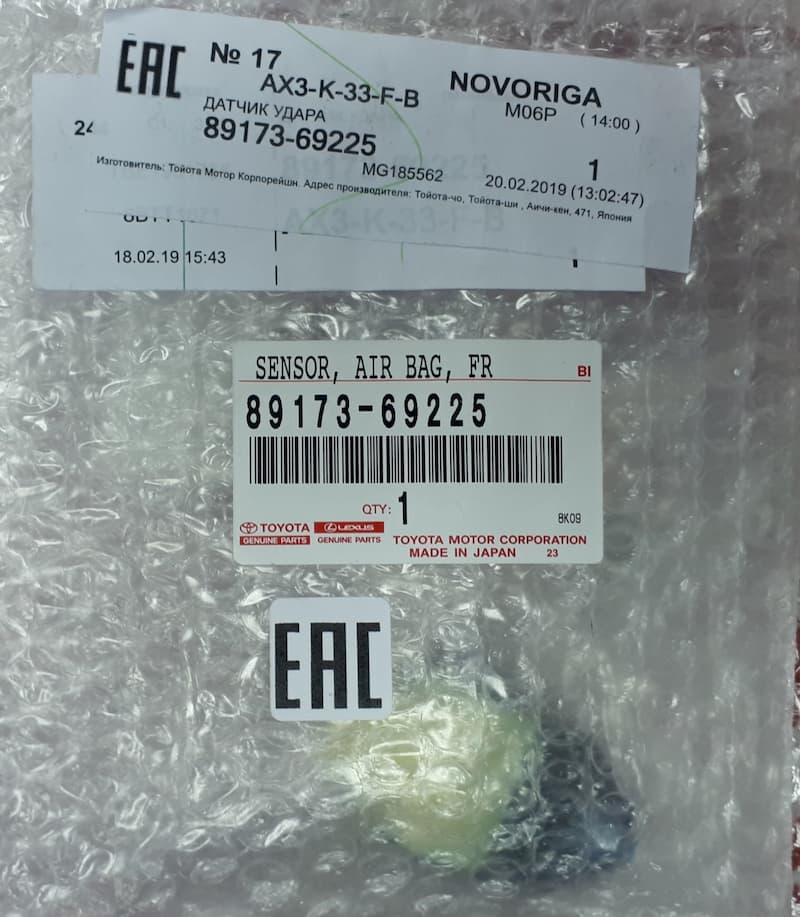 EAC
№ 17
AX3-K-33-F-B
NOVORIGA
ДАТЧИК УДАРА
M06P ( 14:00 )
89173-69225
1
MG185562
20.02.2019 (13:02:47)
Изготовитель: Тойота Мотор Корпорейшн. Адрес производителя: Тойота-чо, Тойота-ши , Аичи-кен, 471, Япония
18.02.19 15:43
SENSOR, AIR BAG, FR
BI
89173-69225
QTY: 1
8K09
TOYOTA
LEXUS
GENUINE PARTS
GENUINE PARTS
TOYOTA MOTOR CORPORATION
MADE IN JAPAN 23
EAC